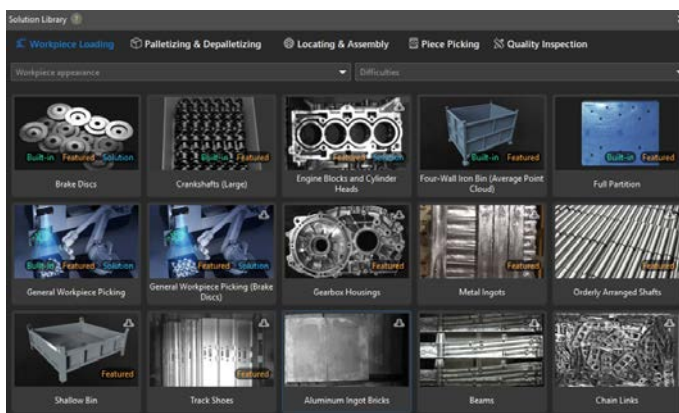 Solution Library ?
Workpiece Loading Palletizing & Depalletizing Locating & Assembly Piece Picking Quality Inspection
Workpiece appearance Difficulties
Built-in Featured Solution
Brake Discs
Built-in Featured
Crankshafts (Large)
Featured Solution
Engine Blocks and Cylinder
Heads
Built-in Featured
Four-Wall Iron Bin (Average Point
Cloud)
Built-in Featured
Full Partition
Built-in Featured Solution
General Workpiece Picking
Featured Solution
General Workpiece Picking (Brake
Discs)
Featured
Gearbox Housings
Featured
Metal Ingots
Featured
Orderly Arranged Shafts
Featured
Shallow Bin
Featured
Track Shoes
Aluminum Ingot Bricks
Beams
Chain Links